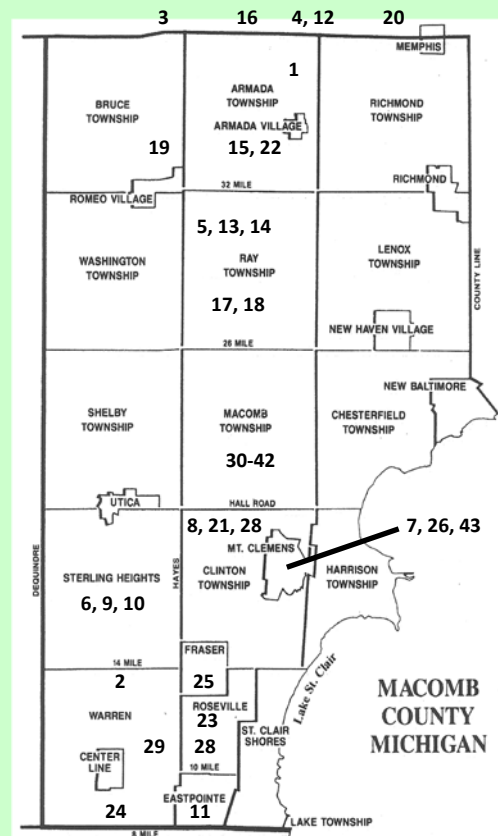 3 16 4, 12 20
MEMPHIS
1
ARMADA
TOWNSHIP
BRUCE
TOWNSHIP
RICHMOND
TOWNSHIP
ARMADA VILLAGE
19
15, 22
RICHMOND
32 MILE
ROMEO VILLAGE
5, 13, 14
WASHINGTON
TOWNSHIP
RAY
TOWNSHIP
LENOX
TOWNSHIP
COUNTY LINE
17, 18
NEW HAVEN VILLAGE
26 MILE
NEW BALTIMORE
SHELBY
TOWNSHIP
MACOMB
TOWNSHIP
CHESTERFIELD
TOWNSHIP
30-42
UTICA
HALL ROAD
8, 21, 28
7, 26, 43
MT. CLEMENS
DEQUINDRE
STERLING HEIGHTS
HAYES
CLINTON
TOWNSHIP
HARRISON
TOWNSHIP
6, 9, 10
FRASER
14 MILE
2
25
Lake St. Clair
MACOMB
COUNTY
MICHIGAN
WARREN
ROSEVILLE
23
ST. CLAIR
SHORES
29
28
CENTER
LINE
10 MILE
EASTPOINTE
24
11
LAKE TOWNSHIP
8 MILE